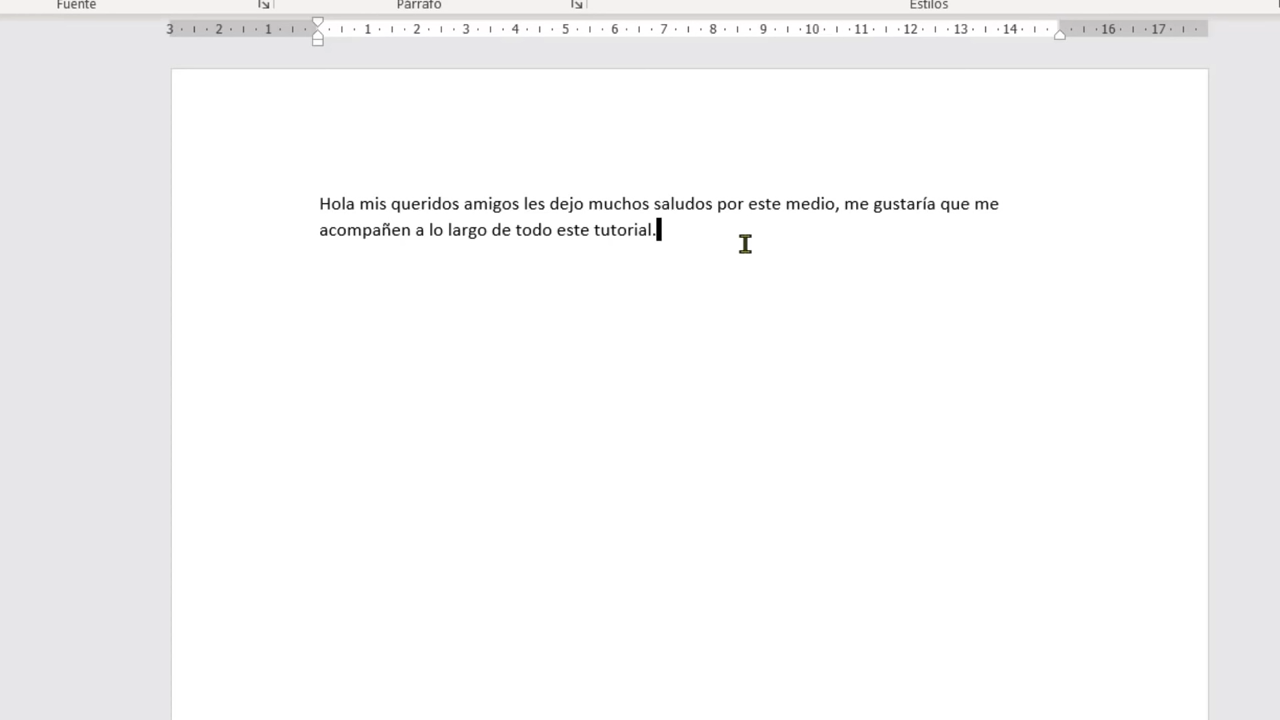 Fuente Párrafo Estilos
3 2 1 1 2 3 4 5 6 7 8 9 10 11 12 13 14 16 17
Hola mis queridos amigos les dejo muchos saludos por este medio, me gustaría que me
acompañen a lo largo de todo este tutorial.